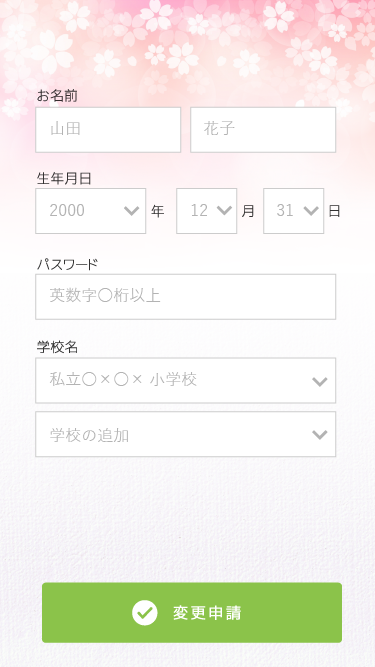 お名前
山田 花子
生年月日
2000 年 12 月 31 日
パスワード
英数字〇桁以上
学校名
私立〇×〇× 小学校
学校の追加
変更申請